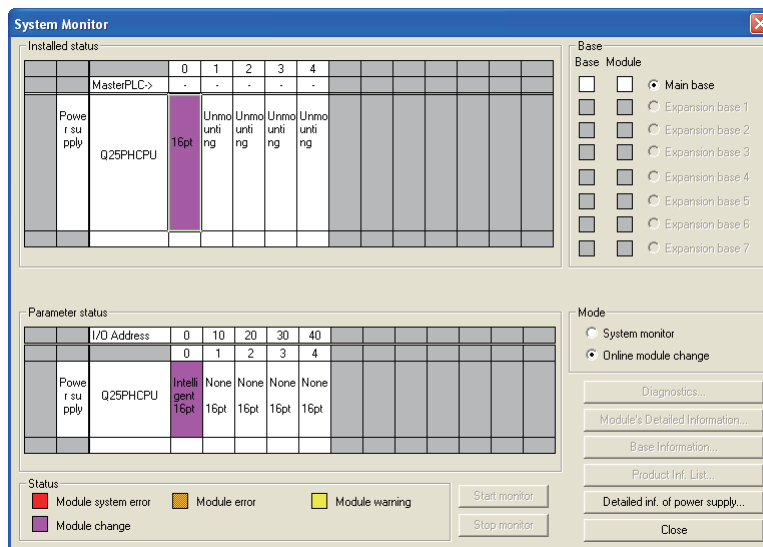 System Monitor
Installed status
0 1 2 3 4
MasterPLC-> - - - - -
Powe
r su
pply
Q25PHCPU
16pt
Unmo
unti
ng
Unmo
unti
ng
Unmo
unti
ng
Unmo
unti
ng
Base
Base Module
Main base
Expansion base 1
Expansion base 2
Expansion base 3
Expansion base 4
Expansion base 5
Expansion base 6
Expansion base 7
Parameter status
I/O Address 0 10 20 30 40
0 1 2 3 4
Powe
r su
pply
Q25PHCPU
Intelli
gent
16pt
None
16pt
None
16pt
None
16pt
None
16pt
Mode
System monitor
Online module change
Diagnostics...
Module's Detailed Information...
Base Information...
Product Inf. List...
Detailed inf. of power supply...
Close
Status
Module system error
Module error
Module warning
Module change
Start monitor
Stop monitor